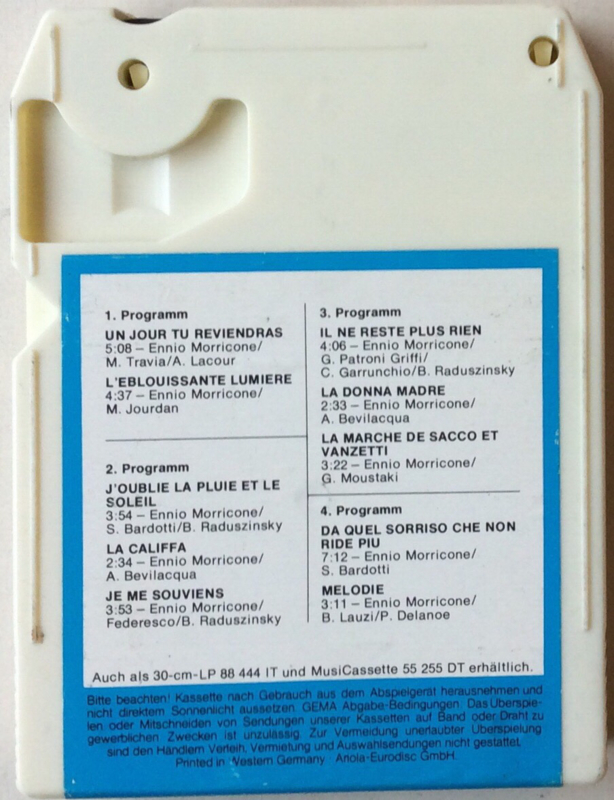 1. Programm
UN JOUR TU REVIENDRAS
5:08 – Ennio Morricone/
M. Travia/A. Lacour
L'EBLOUISSANTE LUMIERE
4:37 – Ennio Morricone/
M. Jourdan
2. Programm
J'OUBLIE LA PLUIE ET LE
SOLEIL
3:54 – Ennio Morricone/
S. Bardotti/B. Raduszinsky
LA CALIFFA
2:34 – Ennio Morricone/
A. Bevilacqua
JE ME SOUVIENS
3:53 – Ennio Morricone/
Federesco/B. Raduszinsky
3. Programm
IL NE RESTE PLUS RIEN
4:06 – Ennio Morricone/
G. Patroni Griffi/
C. Garrunchio/B. Raduszinsky
LA DONNA MADRE
2:33 – Ennio Morricone/
A. Bevilacqua
LA MARCHE DE SACCO ET
VANZETTI
3:22 – Ennio Morricone/
G. Moustaki
4. Programm
DA QUEL SORRISO CHE NON
RIDE PIU
7:12 – Ennio Morricone/
S. Bardotti
MELODIE
3:11 – Ennio Morricone/
B. Lauzi/P. Delanoe
Auch als 30-cm-LP 88 444 IT und MusiCassette 55 255 DT erhältlich.
Bitte beachten! Kassette nach Gebrauch aus dem Abspielgerät herausnehmen und
nicht direktem Sonnenlicht aussetzen. GEMA Abgabe-Bedingungen: Das Überspie-
len oder Mitschneiden von Sendungen unserer Kassetten auf Band oder Draht zu
gewerblichen Zwecken ist unzulässig. Zur Vermeidung unerlaubter Überspielung
sind den Händlern Verleih, Vermietung und Auswahlsendungen nicht gestattet.
Printed in Western Germany · Ariola-Eurodisc GmbH.